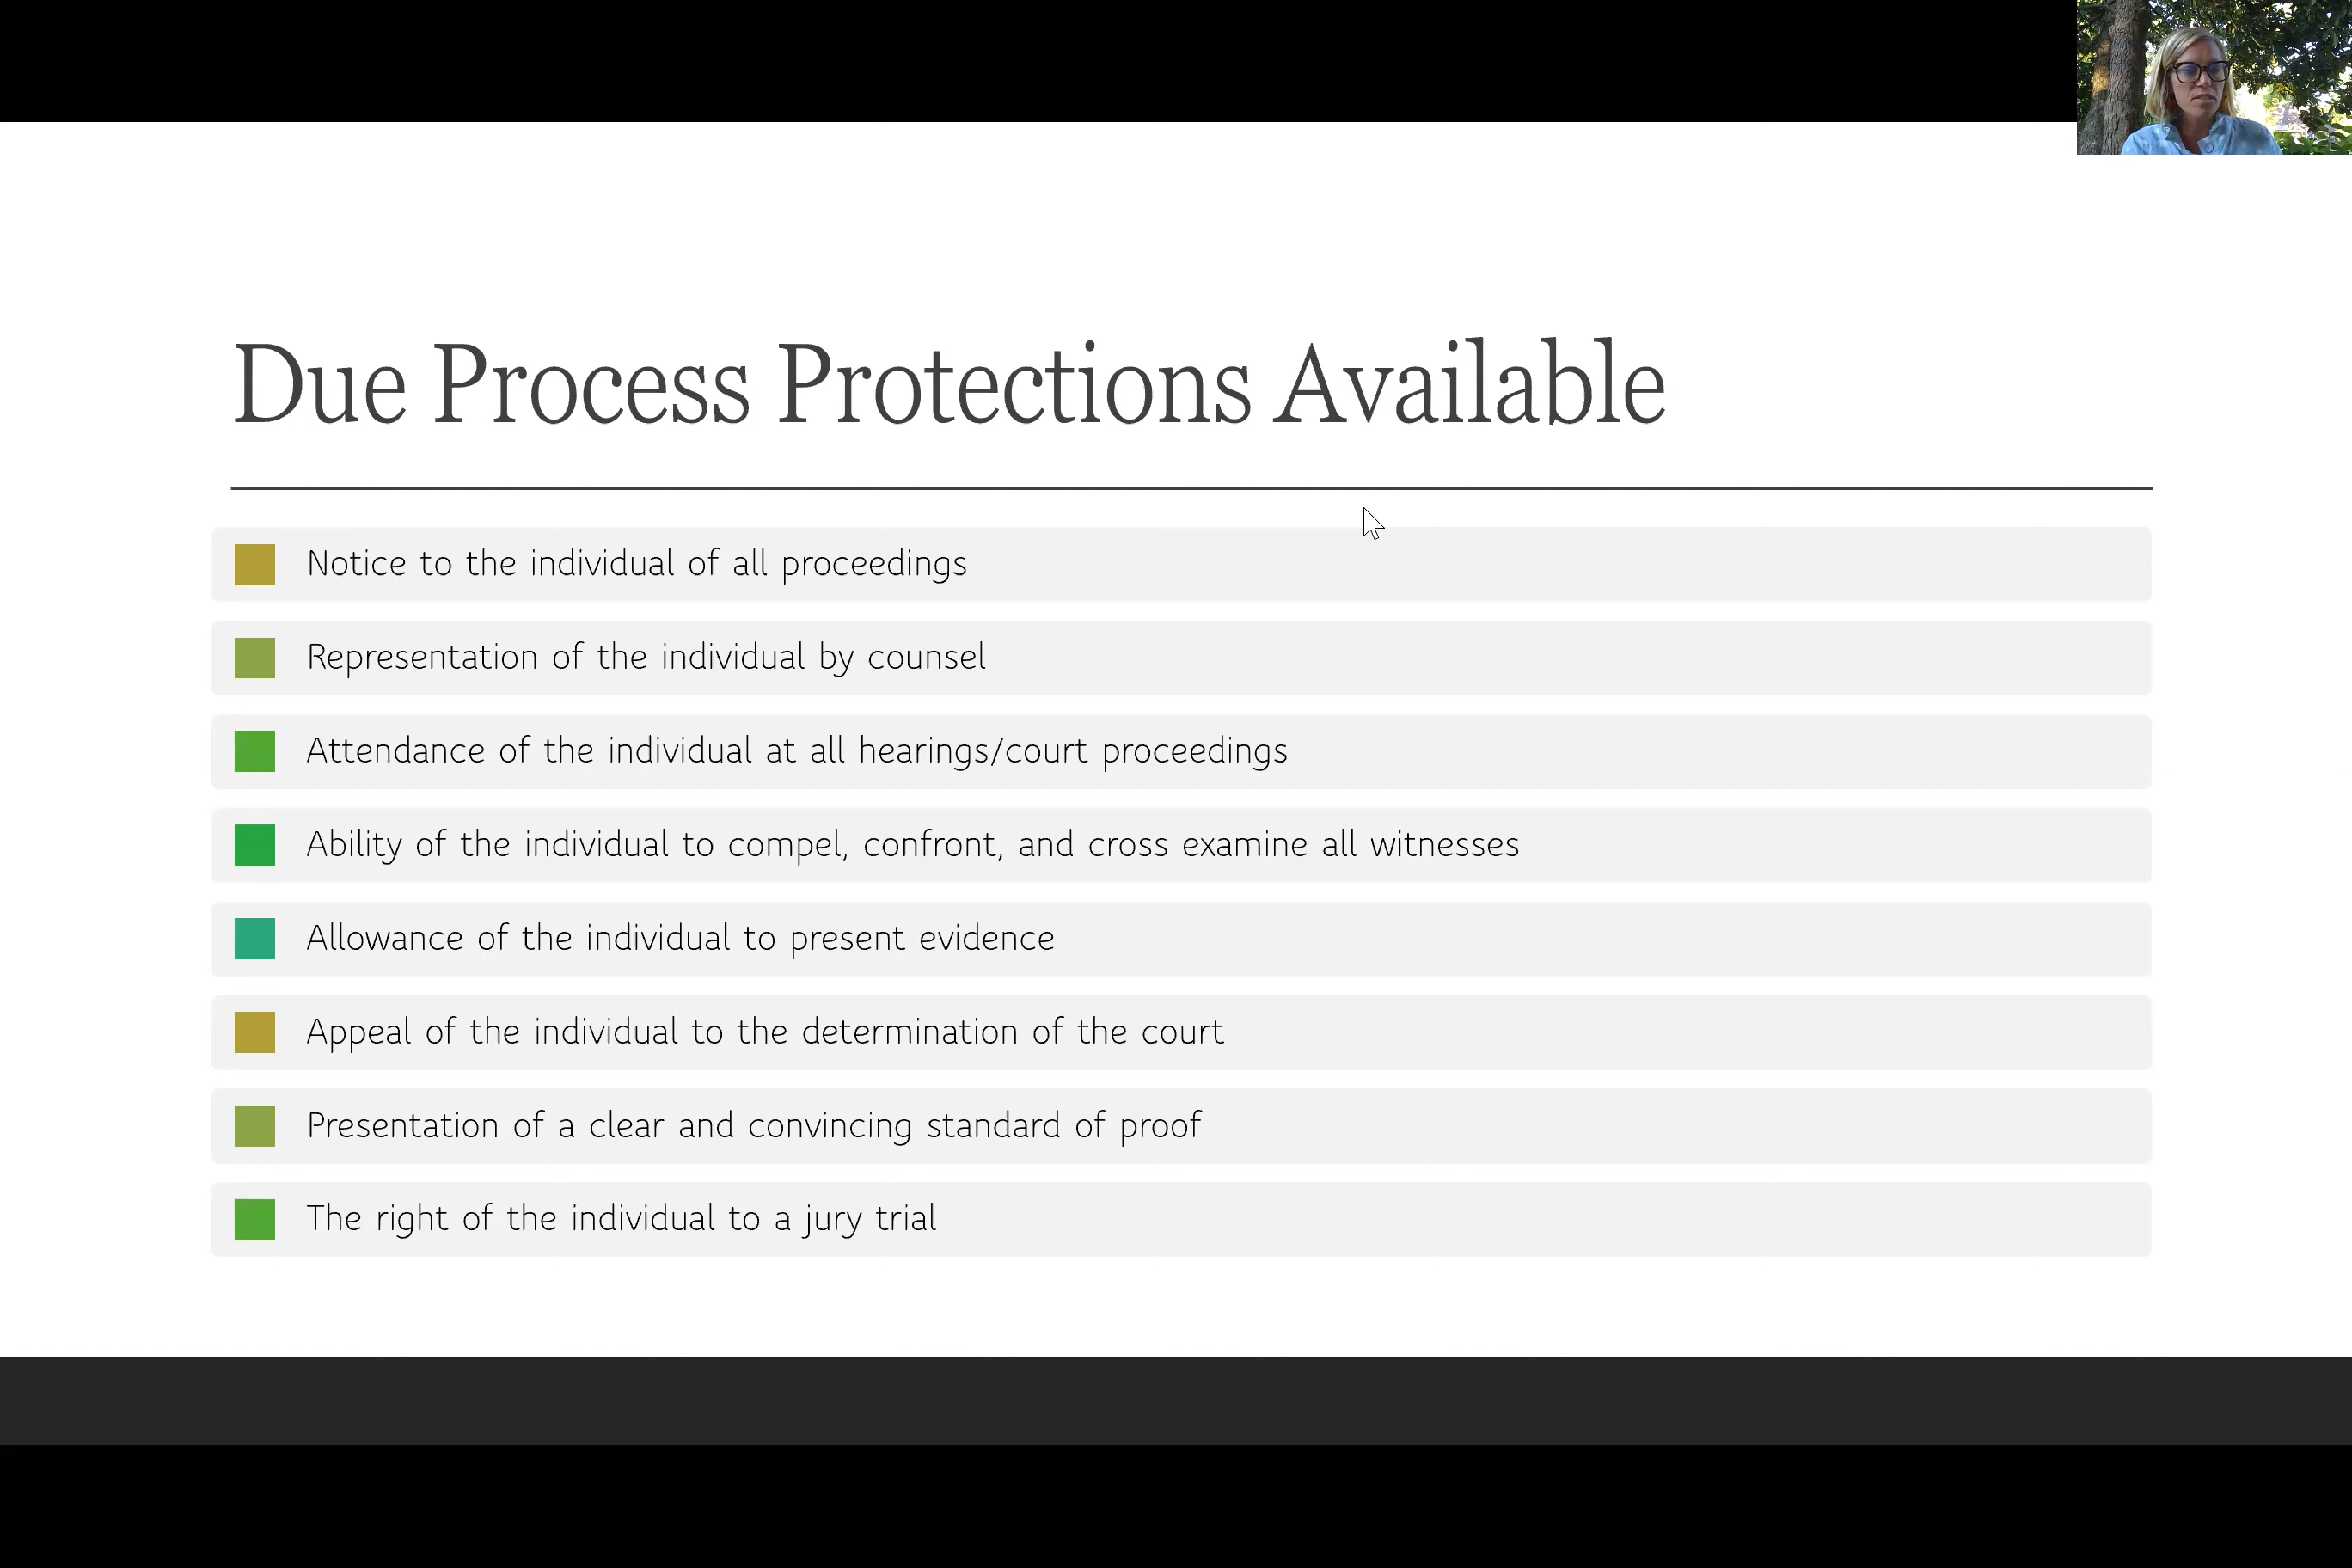 Due Process Protections Available
Notice to the individual of all proceedings
Representation of the individual by counsel
Attendance of the individual at all hearings/court proceedings
Ability of the individual to compel, confront, and cross examine all witnesses
Allowance of the individual to present evidence
Appeal of the individual to the determination of the court
Presentation of a clear and convincing standard of proof
The right of the individual to a jury trial